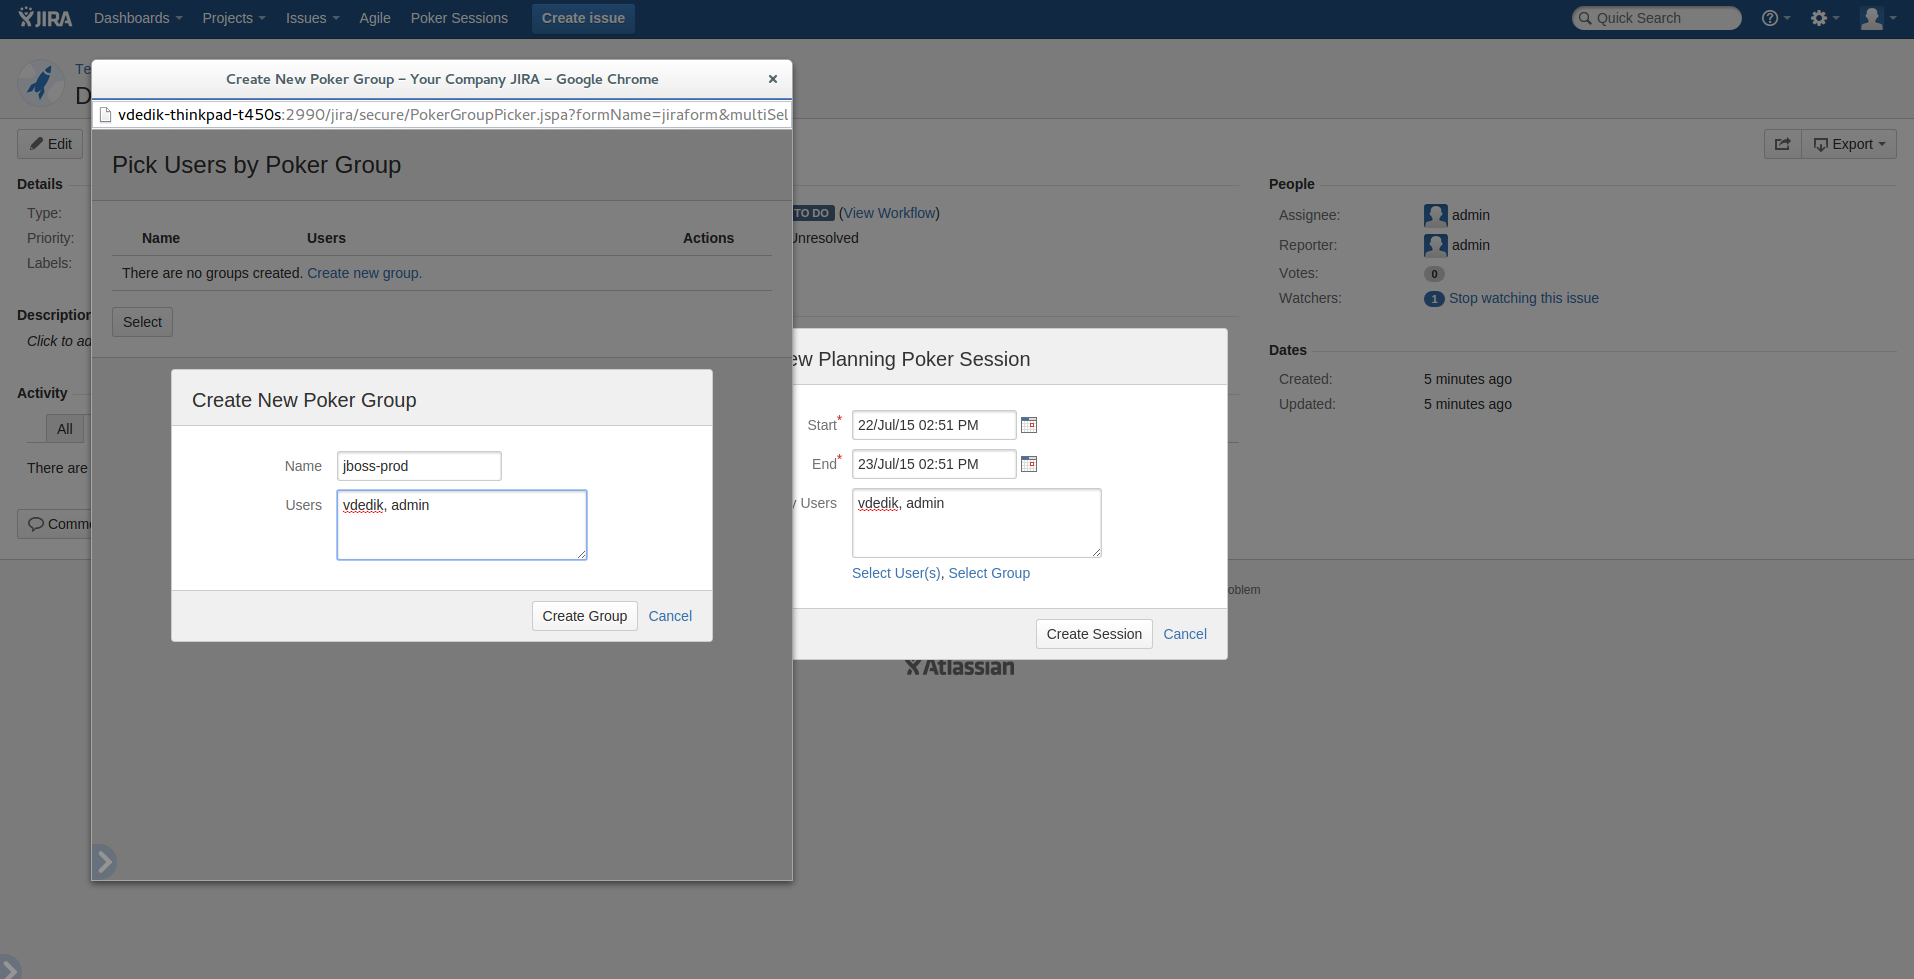 JIRA Dashboards Projects Issues Agile Poker Sessions Create issue Quick Search
Te
D
Create New Poker Group – Your Company JIRA – Google Chrome
vdedik-thinkpad-t450s:2990/jira/secure/PokerGroupPicker.jspa?formName=jiraform&multiSel
Edit
Export
Pick Users by Poker Group
Details
Type:
Priority:
Labels:
Name Users Actions
There are no groups created. Create new group.
Select
TO DO (View Workflow)
Unresolved
People
Assignee: admin
Reporter: admin
Votes: 0
Watchers: 1 Stop watching this issue
Description
Click to ad
Dates
Created: 5 minutes ago
Updated: 5 minutes ago
Activity
All
There are
Comme
Create New Poker Group
Name jboss-prod
Users vdedik, admin
Create Group Cancel
ew Planning Poker Session
Start* 22/Jul/15 02:51 PM
End* 23/Jul/15 02:51 PM
y Users vdedik, admin
Select User(s), Select Group
Create Session Cancel
oblem
Atlassian